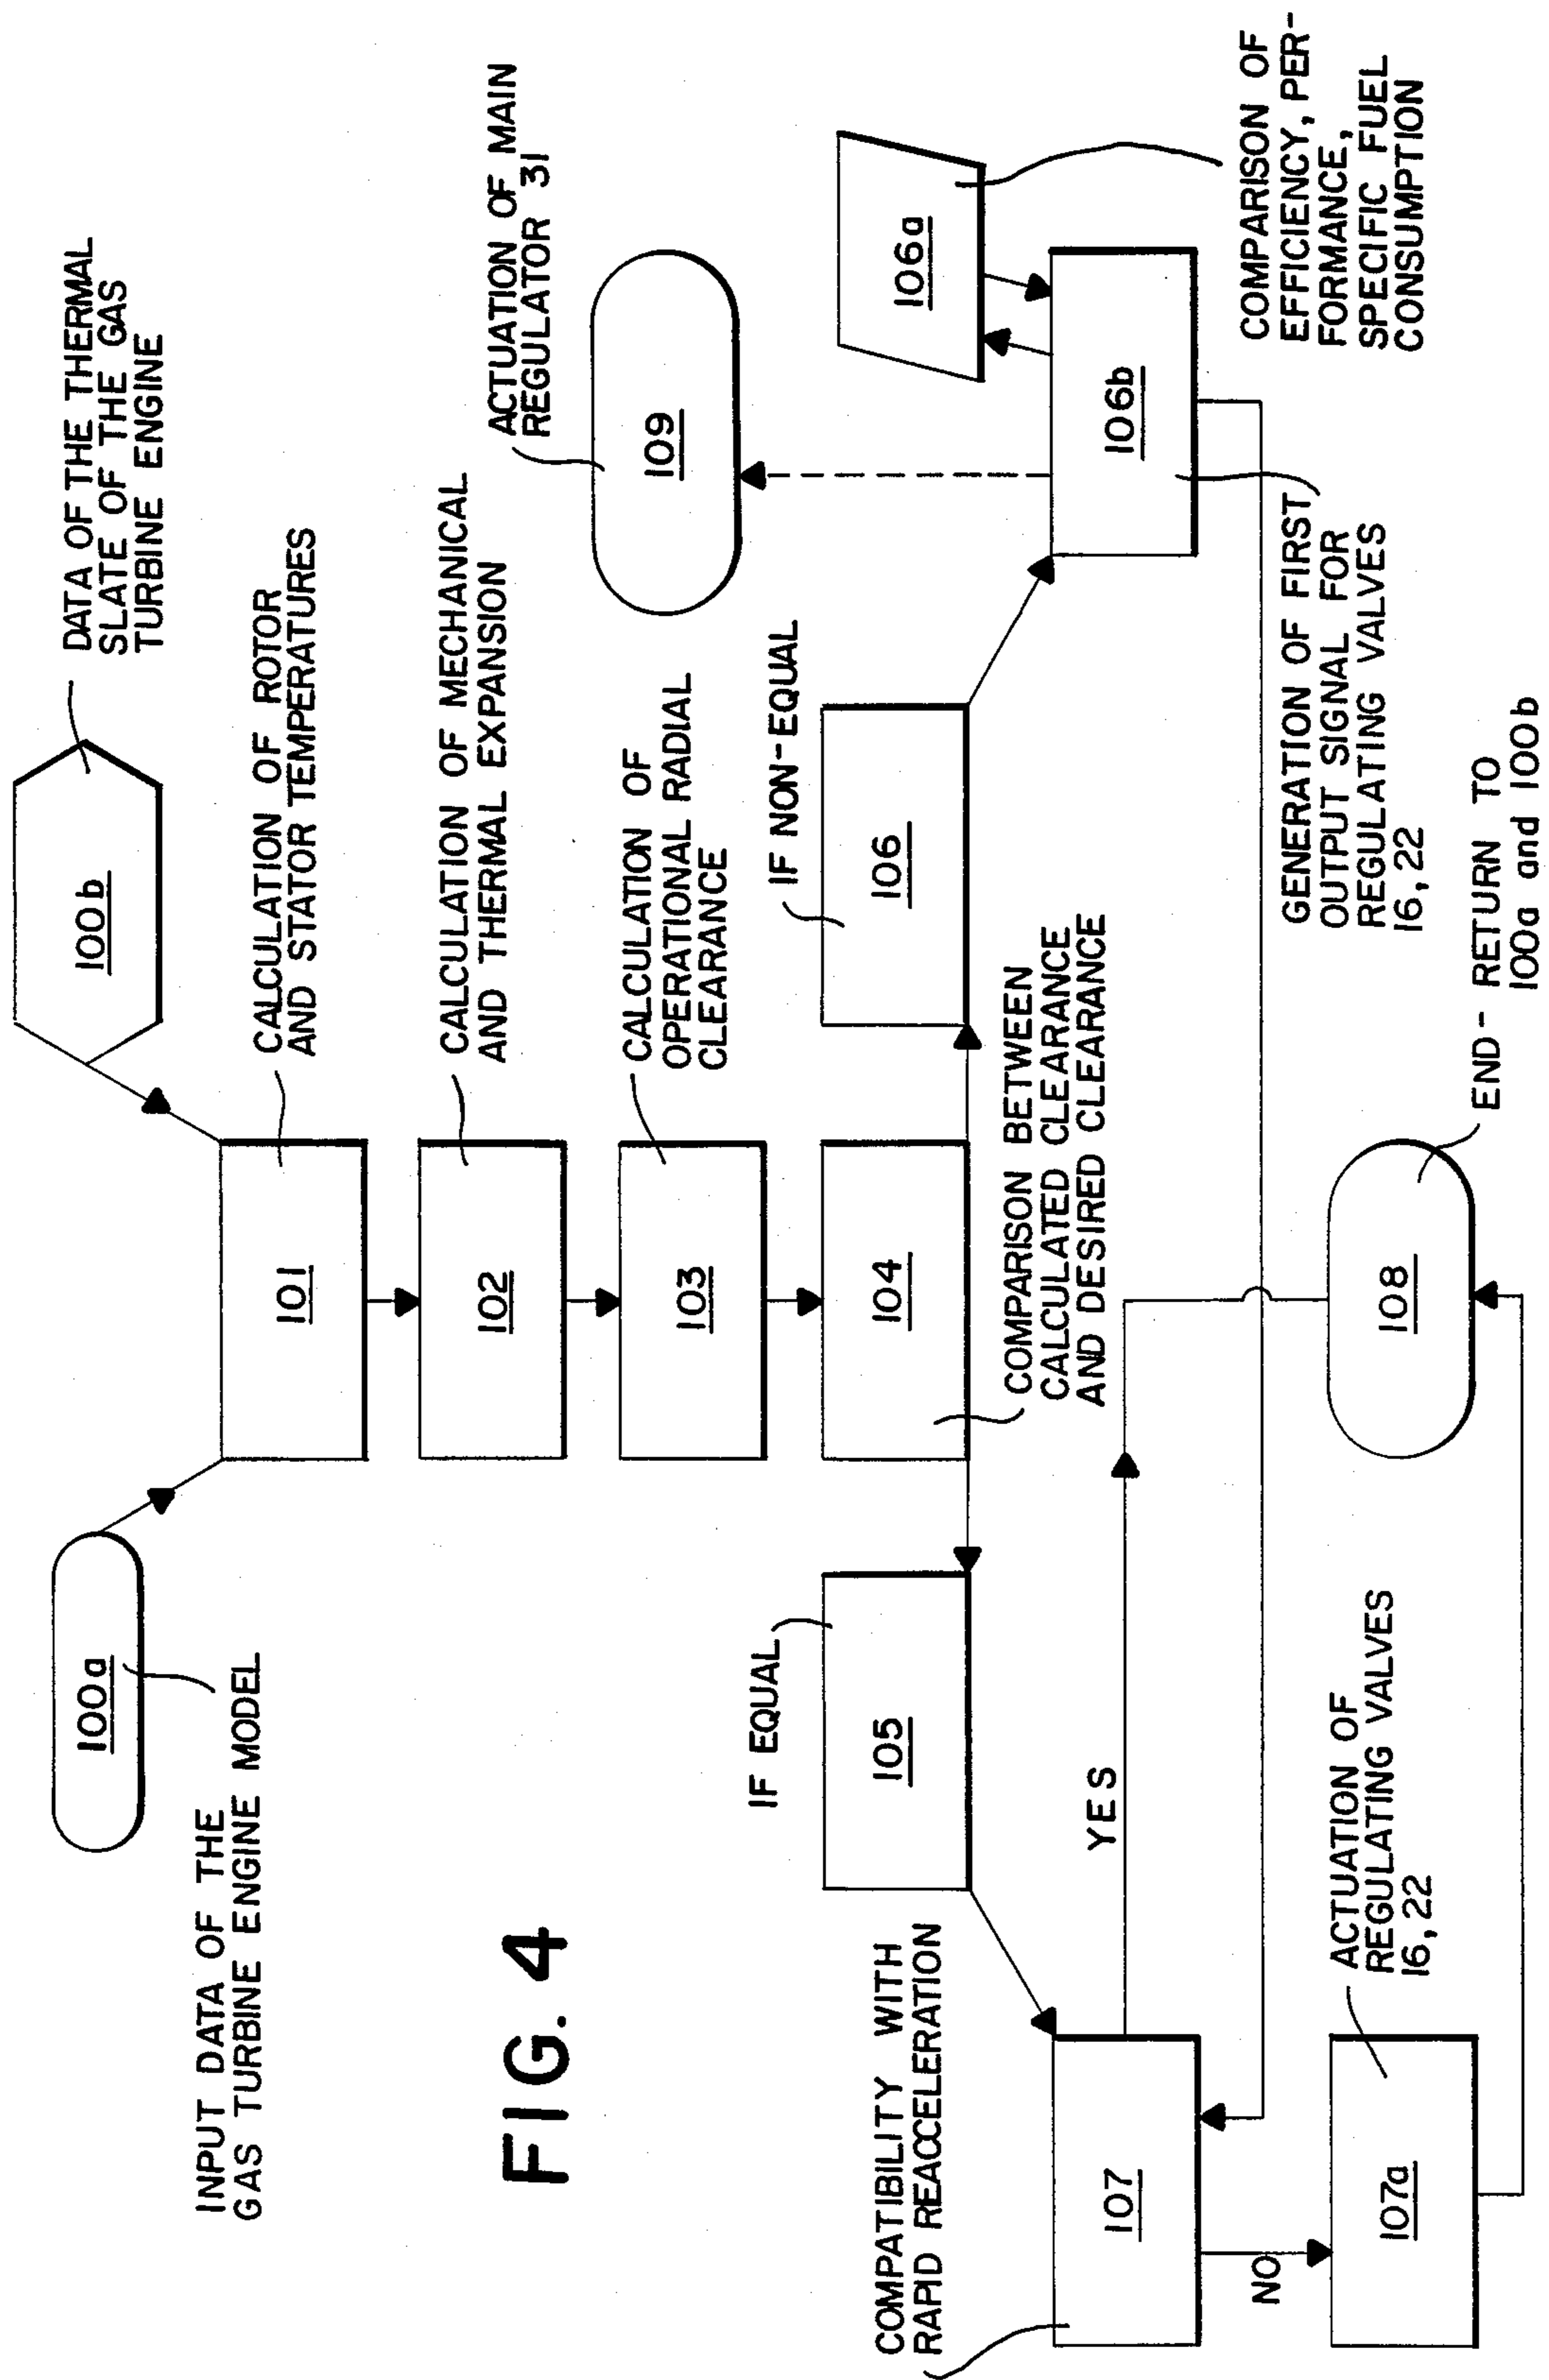 100a
INPUT DATA OF THE
GAS TURBINE ENGINE MODEL
100b
DATA OF THE THERMAL
SLATE OF THE GAS
TURBINE ENGINE
101
CALCULATION OF ROTOR
AND STATOR TEMPERATURES
102
CALCULATION OF MECHANICAL
AND THERMAL EXPANSION
103
CALCULATION OF
OPERATIONAL RADIAL
CLEARANCE
FIG. 4
109
ACTUATION OF MAIN
REGULATOR 31
IF EQUAL
105
104
COMPARISON BETWEEN
CALCULATED CLEARANCE
AND DESIRED CLEARANCE
IF NON-EQUAL
106
106a
COMPARISON OF
EFFICIENCY, PER-
FORMANCE,
SPECIFIC FUEL
CONSUMPTION
106b
GENERATION OF FIRST
OUTPUT SIGNAL FOR
REGULATING VALVES
16,22
COMPATIBILITY WITH
RAPID REACCELERATION
107
YES
NO
107a
ACTUATION OF
REGULATING VALVES
16,22
108
END- RETURN TO
100a and 100b